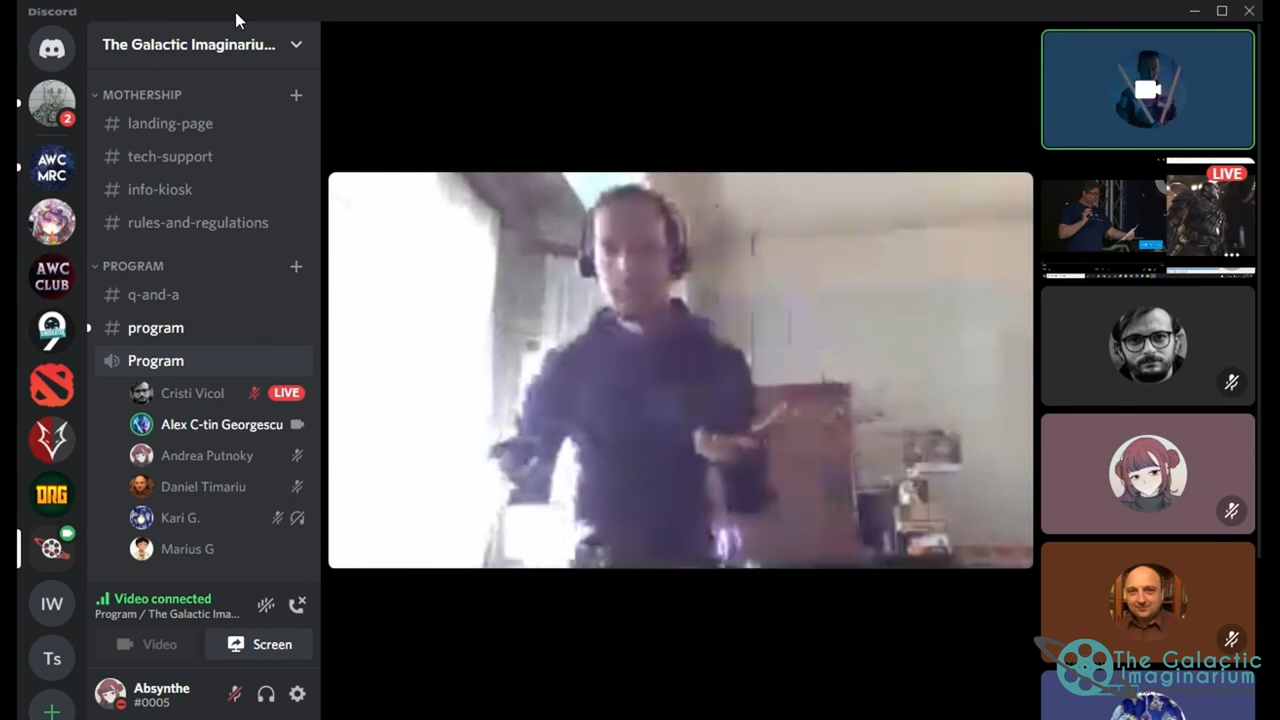 Discord
The Galactic Imaginariu...
MOTHERSHIP
landing-page
tech-support
info-kiosk
rules-and-regulations
PROGRAM
q-and-a
program
Program
Cristi Vicol LIVE
Alex C-tin Georgescu
Andrea Putnoky
Daniel Timariu
Kari G.
Marius G
Video connected
Program / The Galactic Ima...
Video Screen
Absynthe
#0005
2
AWC
MRC
AWC
CLUB
DRG
IW
Ts
LIVE
The Galactic
Imaginarium